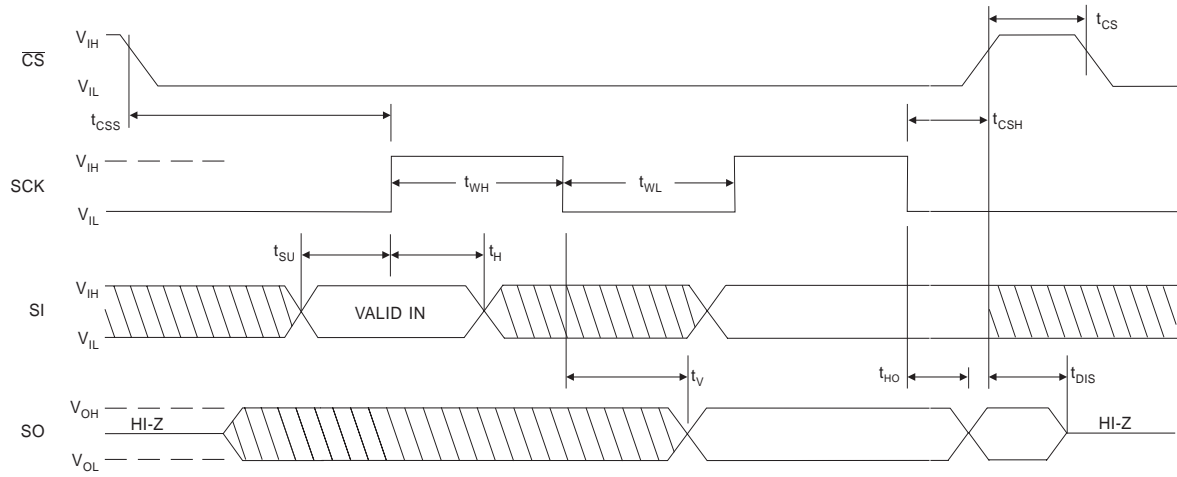 V_IH
t_CS
CS
V_IL
t_CSS
t_CSH
V_IH
SCK
t_WH
t_WL
V_IL
t_SU
t_H
V_IH
SI
VALID IN
V_IL
t_V
t_HO
t_DIS
V_OH
SO
HI-Z
HI-Z
V_OL